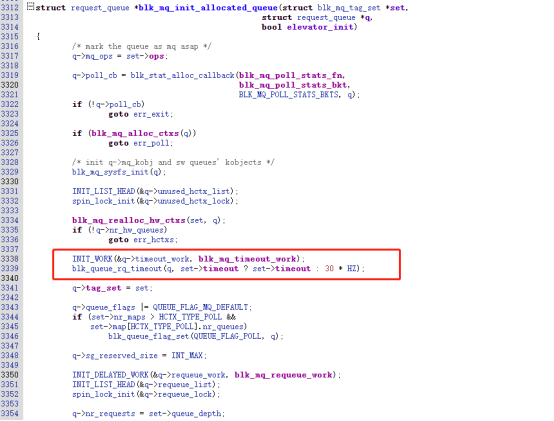 3312 struct request_queue *blk_mq_init_allocated_queue(struct blk_mq_tag_set *set,
3313 struct request_queue *q,
3314 bool elevator_init)
3315 {
3316 /* mark the queue as mq asap */
3317 q->mq_ops = set->ops;
3318
3319 q->poll_cb = blk_stat_alloc_callback(blk_mq_poll_stats_fn,
3320 blk_mq_poll_stats_bkt,
3321 BLK_MQ_POLL_STATS_BKTS, q);
3322 if (!q->poll_cb)
3323 goto err_exit;
3324
3325 if (blk_mq_alloc_ctxs(q))
3326 goto err_poll;
3327
3328 /* init q->mq_kobj and sw queues' kobjects */
3329 blk_mq_sysfs_init(q);
3330
3331 INIT_LIST_HEAD(&q->unused_hctx_list);
3332 spin_lock_init(&q->unused_hctx_lock);
3333
3334 blk_mq_realloc_hw_ctxs(set, q);
3335 if (!q->nr_hw_queues)
3336 goto err_hctxs;
3337
3338 INIT_WORK(&q->timeout_work, blk_mq_timeout_work);
3339 blk_queue_rq_timeout(q, set->timeout ? set->timeout : 30 * HZ);
3340
3341 q->tag_set = set;
3342
3343 q->queue_flags |= QUEUE_FLAG_MQ_DEFAULT;
3344 if (set->nr_maps > HCTX_TYPE_POLL &&
3345 set->map[HCTX_TYPE_POLL].nr_queues)
3346 blk_queue_flag_set(QUEUE_FLAG_POLL, q);
3347
3348 q->sg_reserved_size = INT_MAX;
3349
3350 INIT_DELAYED_WORK(&q->requeue_work, blk_mq_requeue_work);
3351 INIT_LIST_HEAD(&q->requeue_list);
3352 spin_lock_init(&q->requeue_lock);
3353
3354 q->nr_requests = set->queue_depth;